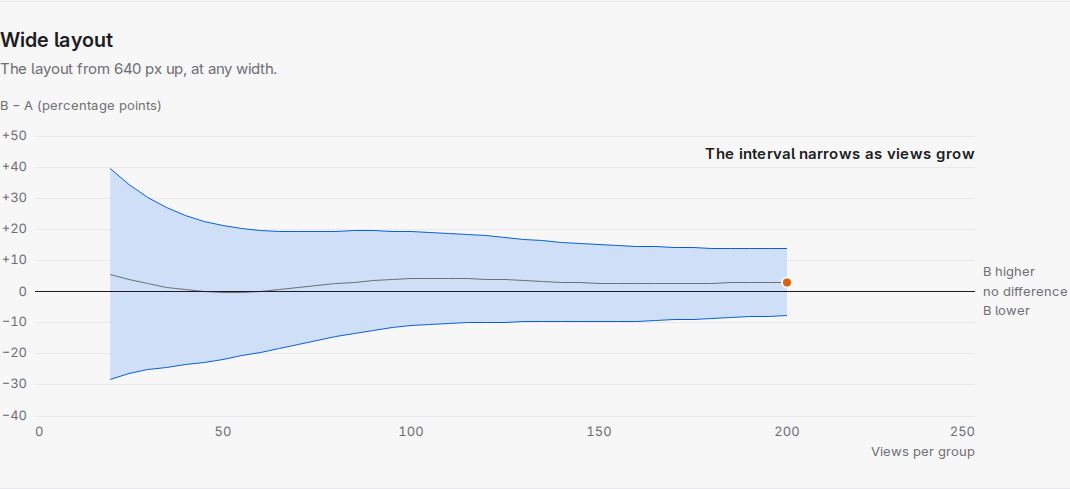 Wide layout
The layout from 640 px up, at any width.
B − A (percentage points)
+50
The interval narrows as views grow
+40
+30
+20
+10
B higher
0
no difference
−10
B lower
−20
−30
−40
0 50 100 150 200 250
Views per group